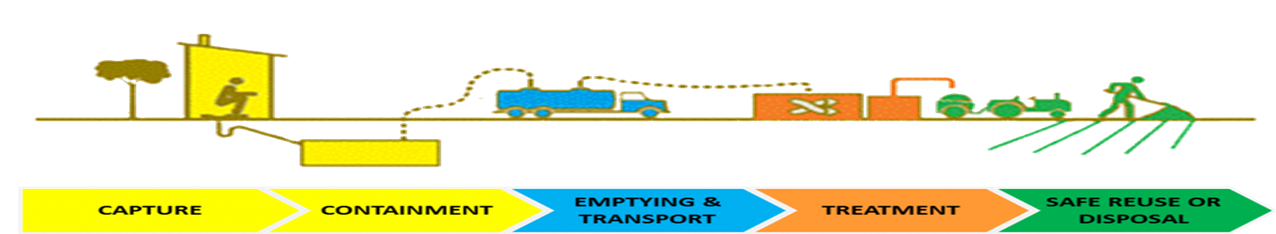 CAPTURE
CONTAINMENT
EMPTYING &
TRANSPORT
TREATMENT
SAFE REUSE OR
DISPOSAL